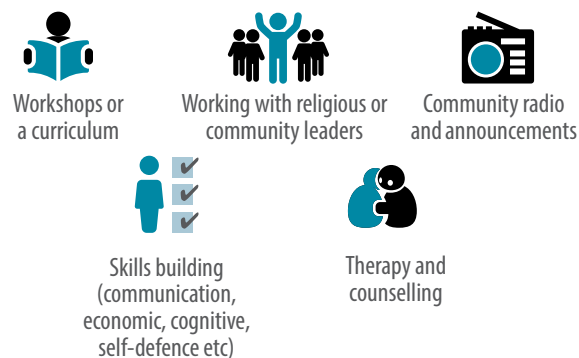 Workshops or
a curriculum
Working with religious or
community leaders
Community radio
and announcements
Skills building
(communication,
economic, cognitive,
self-defence etc)
Therapy and
counselling